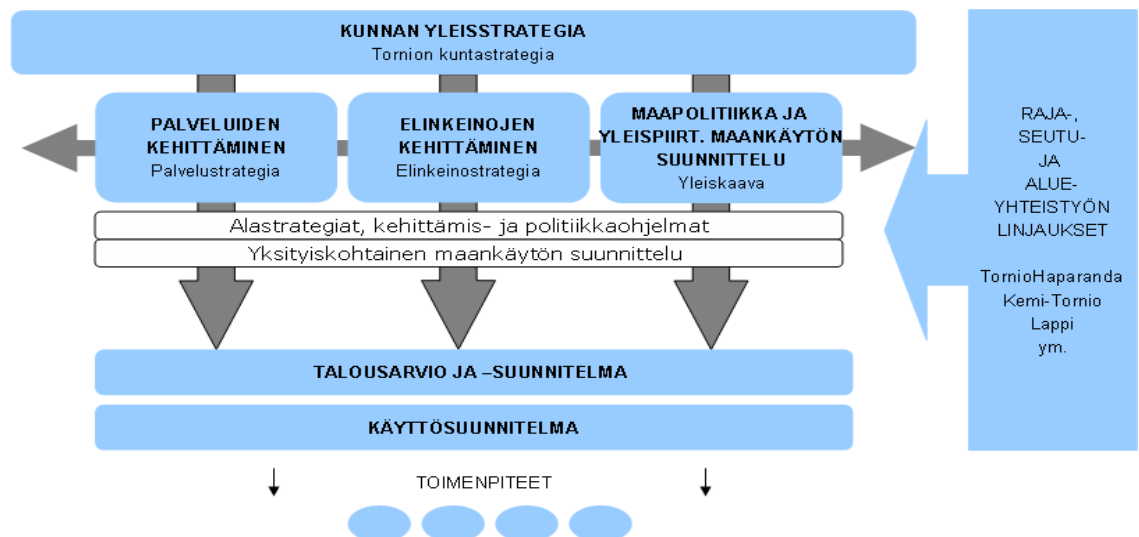 KUNNAN YLEISSTRATEGIA
Tornion kuntastrategia
PALVELUIDEN
KEHITTÄMINEN
Palvelustrategia
ELINKEINOJEN
KEHITTÄMINEN
Elinkeinostrategia
MAAPOLITIIKKA JA
YLEISPIIRT. MAANKÄYTÖN
SUUNNITTELU
Yleiskaava
Alastrategiat, kehittämis- ja politiikkaohjelmat
Yksityiskohtainen maankäytön suunnittelu
TALOUSARVIO JA –SUUNNITELMA
KÄYTTÖSUUNNITELMA
TOIMENPITEET
RAJA-,
SEUTU-
JA
ALUE-
YHTEISTYÖN
LINJAUKSET
TornioHaparanda
Kemi-Tornio
Lappi
ym.